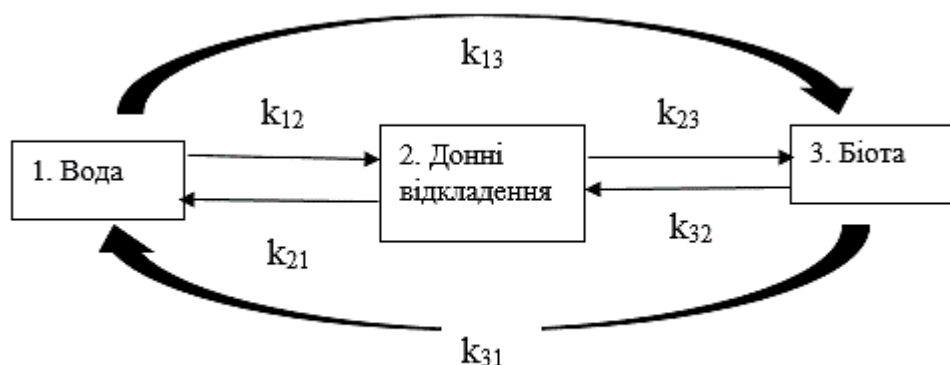 k13
k12
k23
1. Вода
2. Донні
відкладення
3. Біота
k21
k32
k31